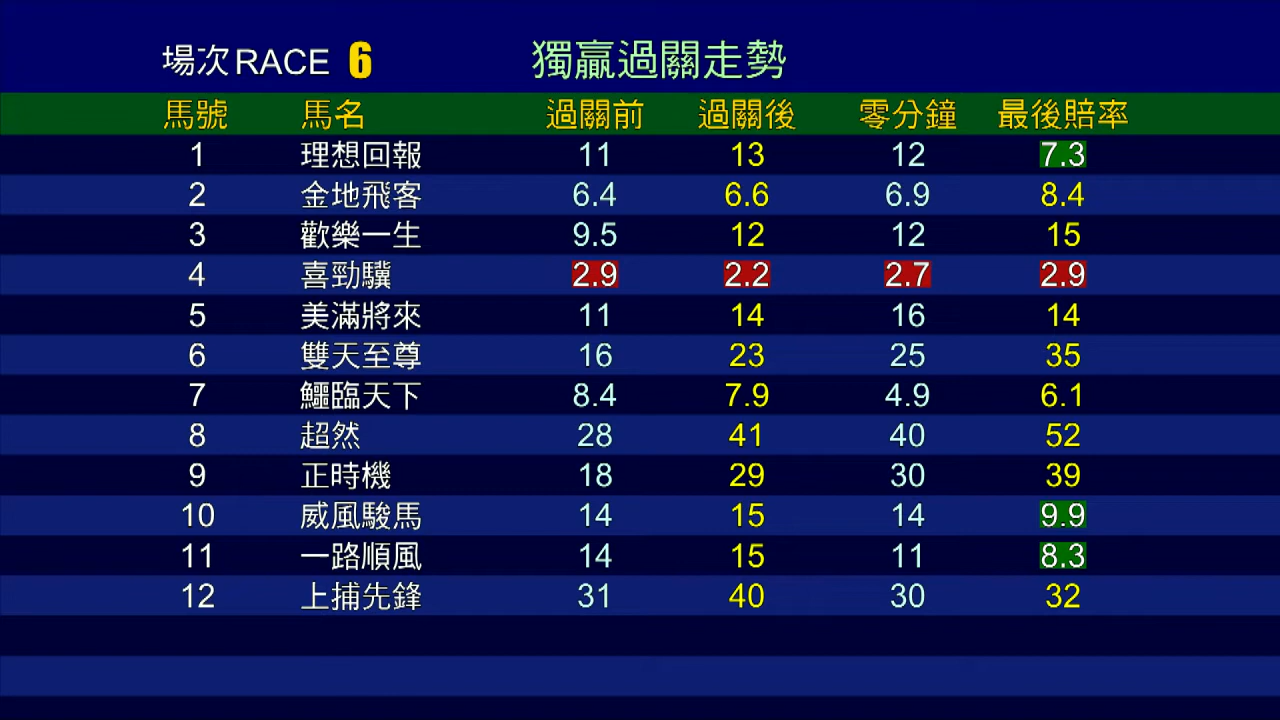 場次RACE 6 獨贏過關走勢
馬號 馬名 過關前 過關後 零分鐘 最後賠率
1 理想回報 11 13 12 7.3
2 金地飛客 6.4 6.6 6.9 8.4
3 歡樂一生 9.5 12 12 15
4 喜勁驥 2.9 2.2 2.7 2.9
5 美滿將來 11 14 16 14
6 雙天至尊 16 23 25 35
7 鱷臨天下 8.4 7.9 4.9 6.1
8 超然 28 41 40 52
9 正時機 18 29 30 39
10 威風駿馬 14 15 14 9.9
11 一路順風 14 15 11 8.3
12 上捕先鋒 31 40 30 32